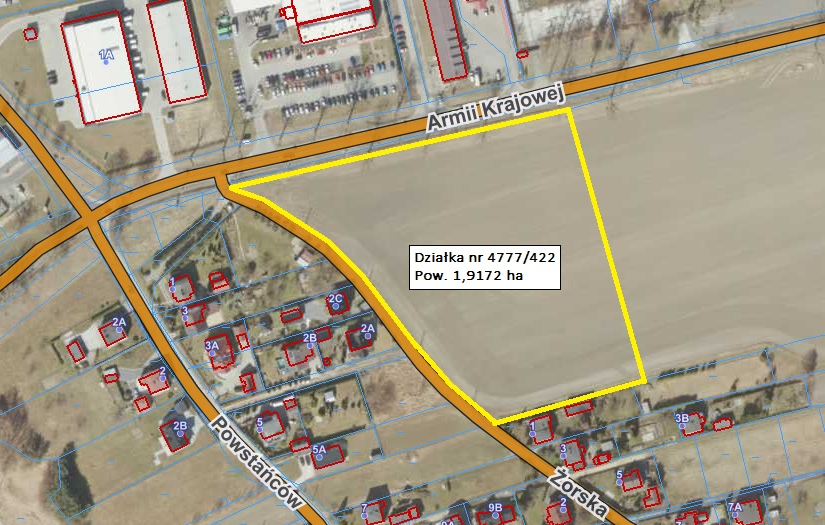 1A
Armii Krajowej
Działka nr 4777/422
Pow. 1,9172 ha
1
3
2C
2A
2A
2B
3A
2
2B
5
5A
Powstańców
1
3B
3
5
Żorska
7
9B
2
7A